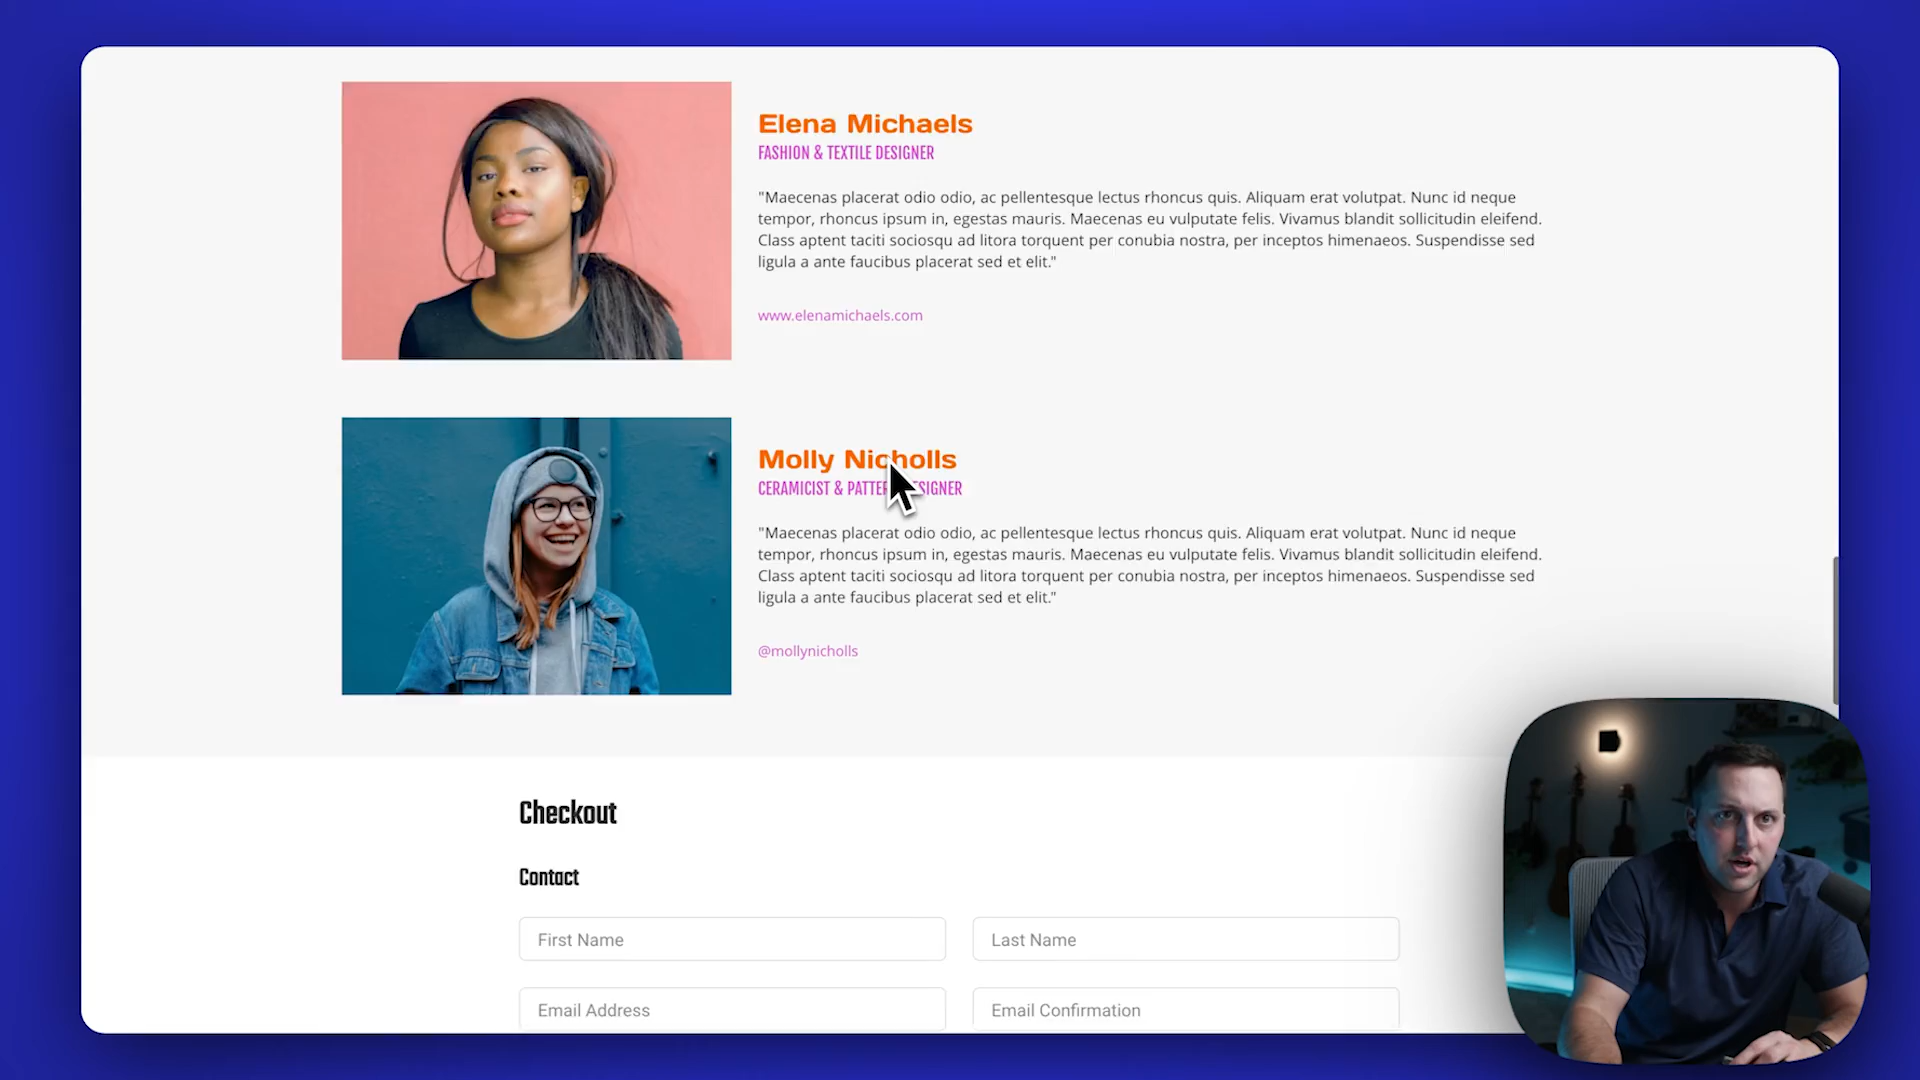 Elena Michaels
FASHION & TEXTILE DESIGNER
"Maecenas placerat odio odio, ac pellentesque lectus rhoncus quis. Aliquam erat volutpat. Nunc id neque
tempor, rhoncus ipsum in, egestas mauris. Maecenas eu vulputate felis. Vivamus blandit sollicitudin eleifend.
Class aptent taciti sociosqu ad litora torquent per conubia nostra, per inceptos himenaeos. Suspendisse sed
ligula a ante faucibus placerat sed et elit."
www.elenamichaels.com
Molly Nicholls
CERAMICIST & PATTERN DESIGNER
"Maecenas placerat odio odio, ac pellentesque lectus rhoncus quis. Aliquam erat volutpat. Nunc id neque
tempor, rhoncus ipsum in, egestas mauris. Maecenas eu vulputate felis. Vivamus blandit sollicitudin eleifend.
Class aptent taciti sociosqu ad litora torquent per conubia nostra, per inceptos himenaeos. Suspendisse sed
ligula a ante faucibus placerat sed et elit."
@mollynicholls
Checkout
Contact
First Name
Last Name
Email Address
Email Confirmation